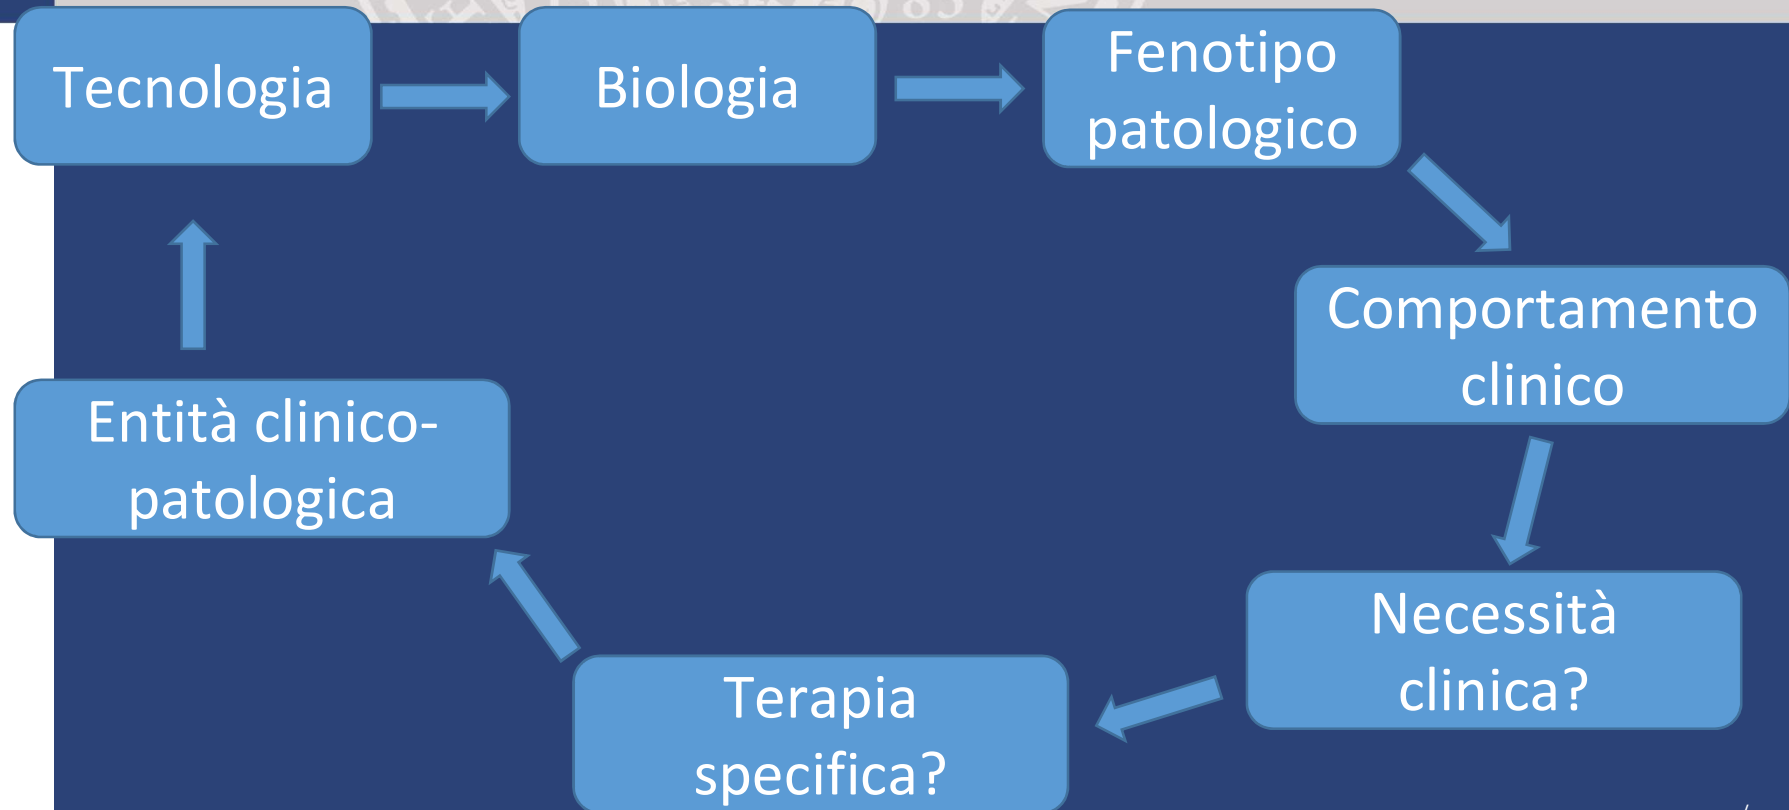 Tecnologia
Biologia
Fenotipo
patologico
Comportamento
clinico
Entità clinico-
patologica
Necessità
clinica?
Terapia
specifica?